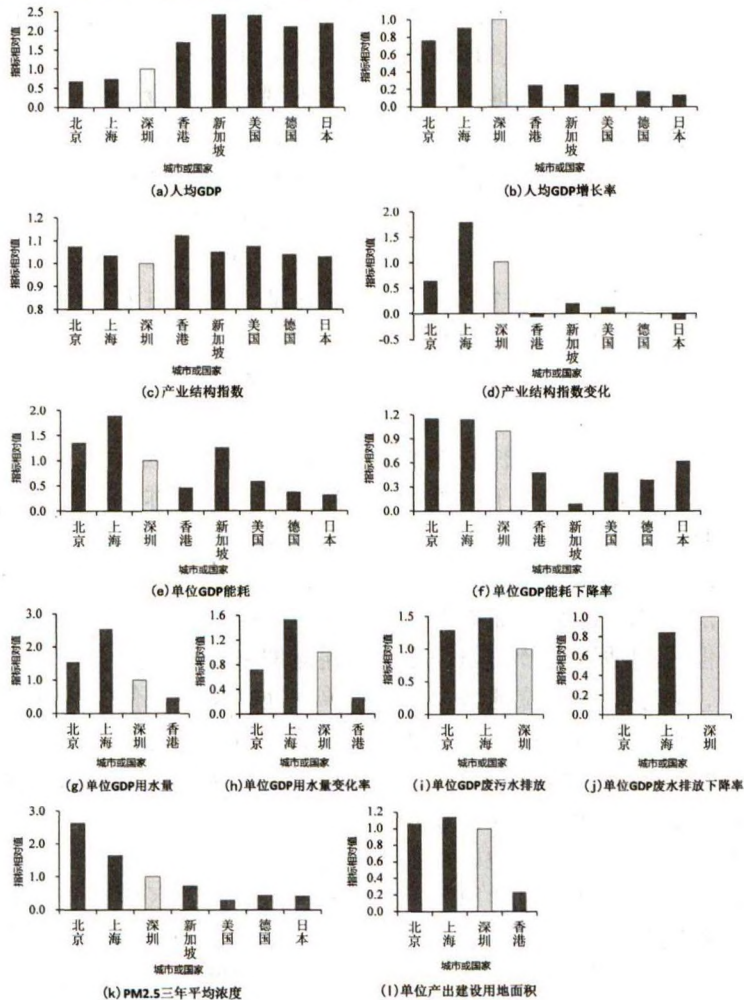 指标相对值
2.5
2.0
1.5
1.0
0.5
0.0
北京
上海
深圳
香港
新加坡
美国
德国
日本
城市或国家
(a)人均GDP
指标相对值
1.0
0.8
0.6
0.4
0.2
0
北京
上海
深圳
香港
新加坡
美国
德国
日本
城市或国家
(b)人均GDP增长率
指标相对值
1.2
1.1
1.0
0.9
0.8
北京
上海
深圳
香港
新加坡
美国
德国
日本
城市或国家
(c)产业结构指数
指标相对值
2.0
1.5
1.0
0.5
0.0
-0.5
北京
上海
深圳
香港
新加坡
美国
德国
日本
城市或国家
(d)产业结构指数变化
指标相对值
2.0
1.5
1.0
0.5
0.0
北京
上海
深圳
香港
新加坡
美国
德国
日本
城市或国家
(e)单位GDP能耗
指标相对值
1.2
0.9
0.6
0.3
0.0
北京
上海
深圳
香港
新加坡
美国
德国
日本
城市或国家
(f)单位GDP能耗下降率
指标相对值
3.0
2.0
1.0
0.0
北京
上海
深圳
香港
城市或国家
(g)单位GDP用水量
指标相对值
1.6
1.2
0.8
0.4
0.0
北京
上海
深圳
香港
城市或国家
(h)单位GDP用水量变化率
指标相对值
1.5
1.0
0.5
0.0
北京
上海
深圳
城市或国家
(i)单位GDP废污水排放
指标相对值
1.0
0.8
0.6
0.4
0.2
0.0
北京
上海
深圳
城市或国家
(j)单位GDP废水排放下降率
指标相对值
3.0
2.0
1.0
0.0
北京
上海
深圳
新加坡
美国
德国
日本
城市或国家
(k)PM2.5三年平均浓度
指标相对值
1.2
1.0
0.8
0.6
0.4
0.2
0.0
北京
上海
深圳
香港
城市或国家
(l)单位产出建设用地面积